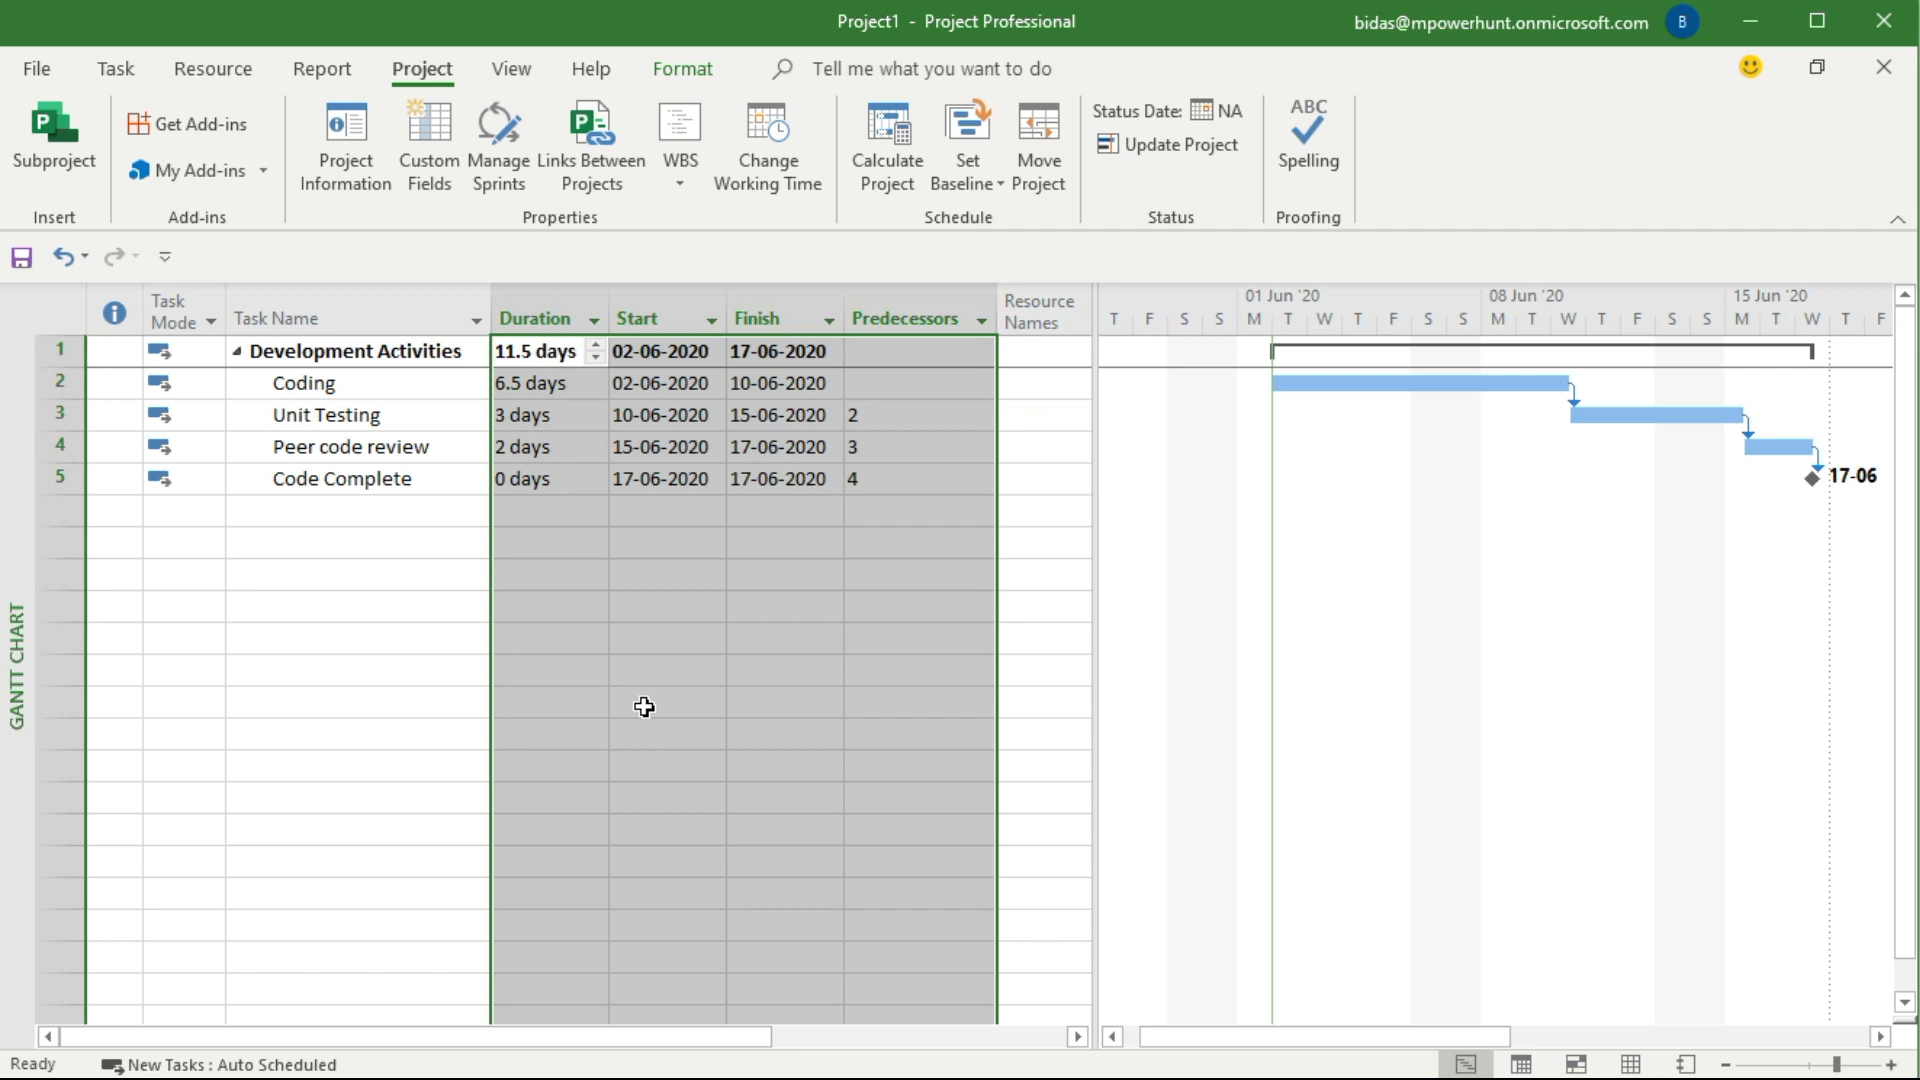 Project1 - Project Professional
bidas@mpowerhunt.onmicrosoft.com
B
File Task Resource Report Project View Help Format Tell me what you want to do
Subproject
Insert
Get Add-ins
My Add-ins
Add-ins
Project Information
Custom Fields
Manage Sprints
Links Between Projects
WBS
Change Working Time
Properties
Calculate Project
Set Baseline
Move Project
Schedule
Status Date: NA
Update Project
Status
ABC
Spelling
Proofing
Task Mode Task Name Duration Start Finish Predecessors Resource Names
01 Jun '20 08 Jun '20 15 Jun '20
T F S S M T W T F S S M T W T F S S M T W T F
1 Development Activities 11.5 days 02-06-2020 17-06-2020
2 Coding 6.5 days 02-06-2020 10-06-2020
3 Unit Testing 3 days 10-06-2020 15-06-2020 2
4 Peer code review 2 days 15-06-2020 17-06-2020 3
5 Code Complete 0 days 17-06-2020 17-06-2020 4
17-06
GANTT CHART
Ready New Tasks : Auto Scheduled